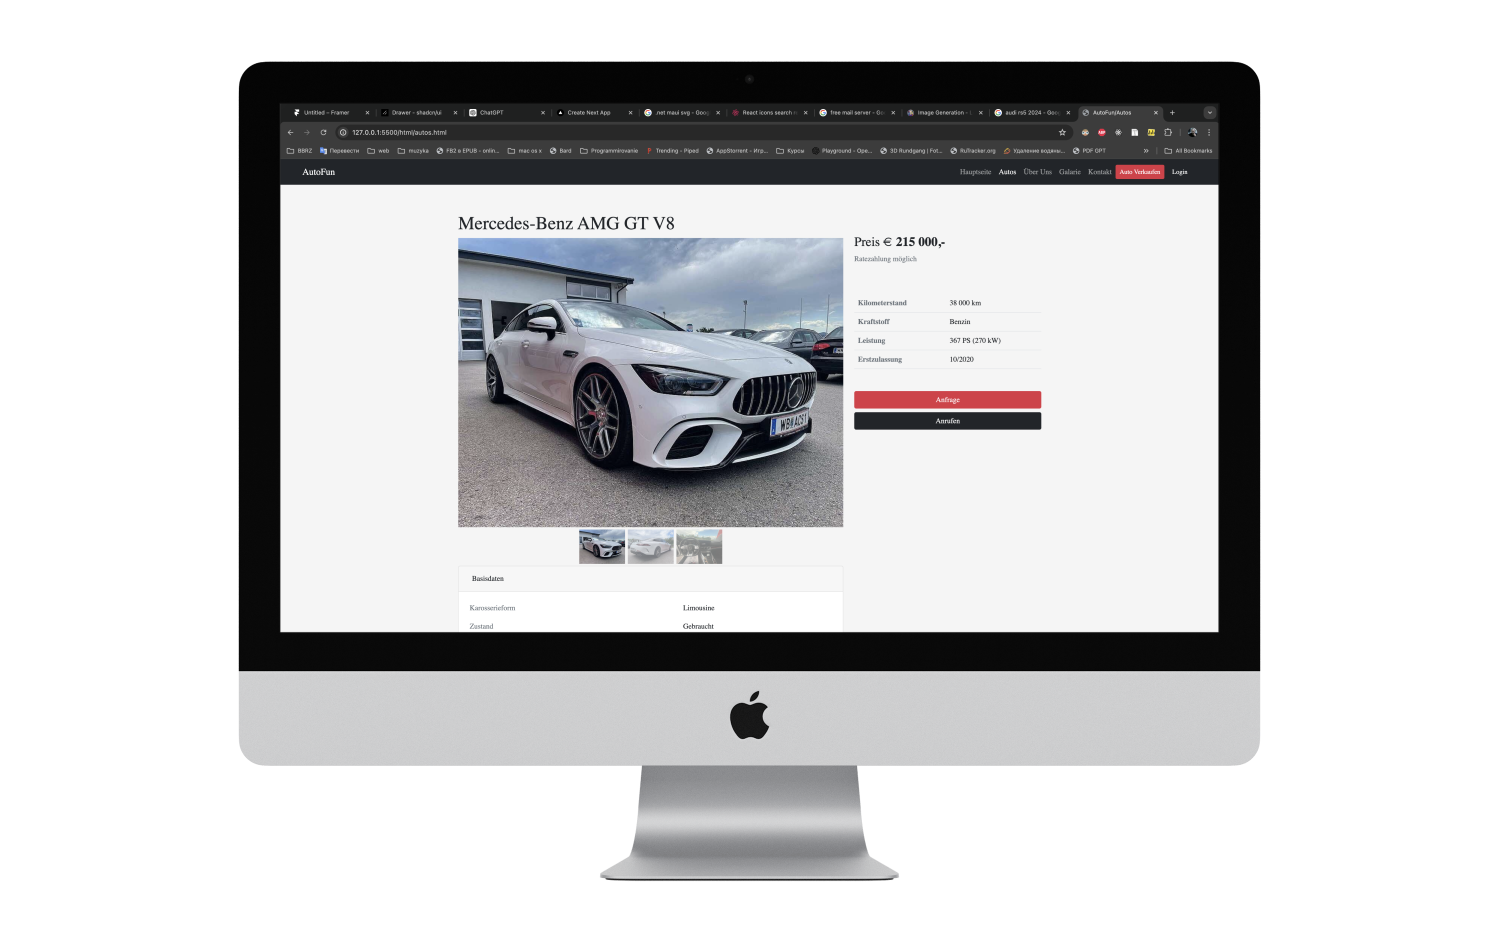 Untitled – Framer
Drawer - shadcn/ui
ChatGPT
Create Next App
.net maui svg - Goog
React icons search in
free mail server - Go
Image Generation - L
audi rs5 2024 - Goog
AutoFun|Autos
127.0.0.1:5500/html/autos.html
BBRZ
Перевести
web
muzyka
FB2 в EPUB - onlin...
mac os x
Bard
Programmirovanie
Trending - Piped
AppStorrent - Игр...
Курсы
Playground - Ope...
3D Rundgang | Fot...
RuTracker.org
Удаление водяны...
PDF GPT
All Bookmarks
AutoFun
Hauptseite
Autos
Über Uns
Galarie
Kontakt
Auto Verkaufen
Login
Mercedes-Benz AMG GT V8
Preis € 215 000,-
Ratezahlung möglich
Kilometerstand 38 000 km
Kraftstoff Benzin
Leistung 367 PS (270 kW)
Erstzulassung 10/2020
Anfrage
Anrufen
Basisdaten
Karosserieform Limousine
Zustand Gebraucht